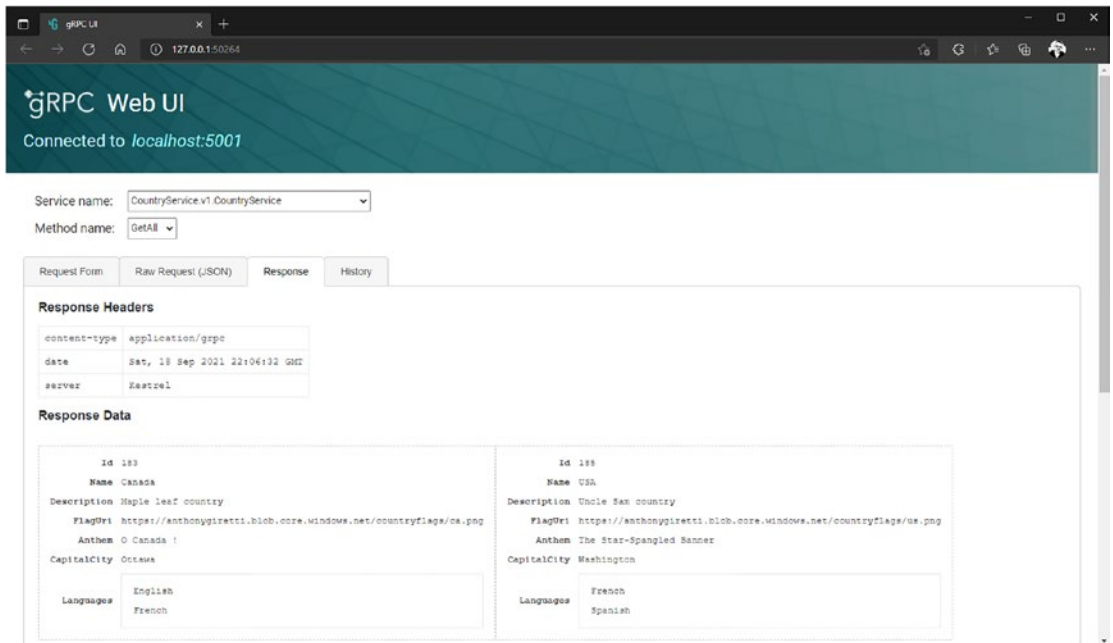 gRPC UI
127.0.0.1:50264
gRPC Web UI
Connected to localhost:5001
Service name: CountryService.v1.CountryService
Method name: GetAll
Request Form Raw Request (JSON) Response History
Response Headers
content-type application/grpc
date Sat, 18 Sep 2021 22:06:32 GMT
server Kestrel
Response Data
Id 183
Name Canada
Description Maple leaf country
FlagUri https://anthonygiretti.blob.core.windows.net/countryflags/ca.png
Anthem O Canada !
CapitalCity Ottawa
Languages
English
French
Id
Name USA
Description Uncle Sam country
FlagUri https://anthonygiretti.blob.core.windows.net/countryflags/us.png
Anthem The Star-Spangled Banner
CapitalCity Washington
Languages
French
Spanish